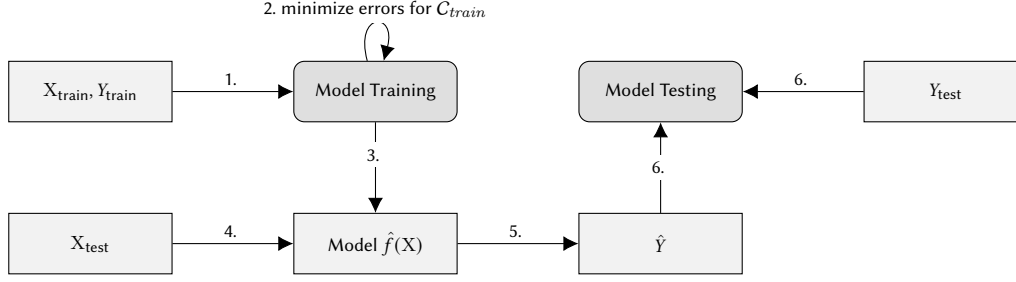 2. minimize errors for 𝒞_train
X_train, Y_train
1.
Model Training
Model Testing
6.
Y_test
3.
6.
X_test
4.
Model f̂(X)
5.
Ŷ